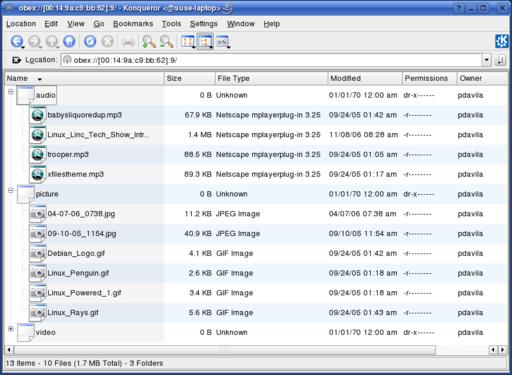 obex://[00:14:9a:c9:bb:62]:9/ - Konqueror <@suse-laptop>
Location Edit View Go Bookmarks Tools Settings Window Help
Location: obex://[00:14:9a:c9:bb:62]:9/
Name Size File Type Modified Permissions Owner
audio 0 B Unknown 01/01/70 12:00 am dr-x------ pdavila
babysliquoredup.mp3 67.9 KB Netscape mplayerplug-in 3.25 09/24/05 01:42 am -r-------- pdavila
Linux_Linc_Tech_Show_Intr... 1.4 MB Netscape mplayerplug-in 3.25 11/08/06 08:28 am -r-------- pdavila
trooper.mp3 88.5 KB Netscape mplayerplug-in 3.25 09/24/05 01:05 am -r-------- pdavila
xfilestheme.mp3 89.3 KB Netscape mplayerplug-in 3.25 09/24/05 01:17 am -r-------- pdavila
picture 0 B Unknown 01/01/70 12:00 am dr-x------ pdavila
04-07-06_0738.jpg 11.2 KB JPEG Image 04/07/06 07:38 am -r-------- pdavila
09-10-05_1154.jpg 40.9 KB JPEG Image 09/10/05 11:54 am -r-------- pdavila
Debian_Logo.gif 4.1 KB GIF Image 09/24/05 01:42 am -r-------- pdavila
Linux_Penguin.gif 2.6 KB GIF Image 09/24/05 01:18 am -r-------- pdavila
Linux_Powered_1.gif 3.4 KB GIF Image 09/24/05 01:18 am -r-------- pdavila
Linux_Rays.gif 5.6 KB GIF Image 09/24/05 01:43 am -r-------- pdavila
video 0 B Unknown 01/01/70 12:00 am dr-x------ pdavila
13 Items - 10 Files (1.7 MB Total) - 3 Folders